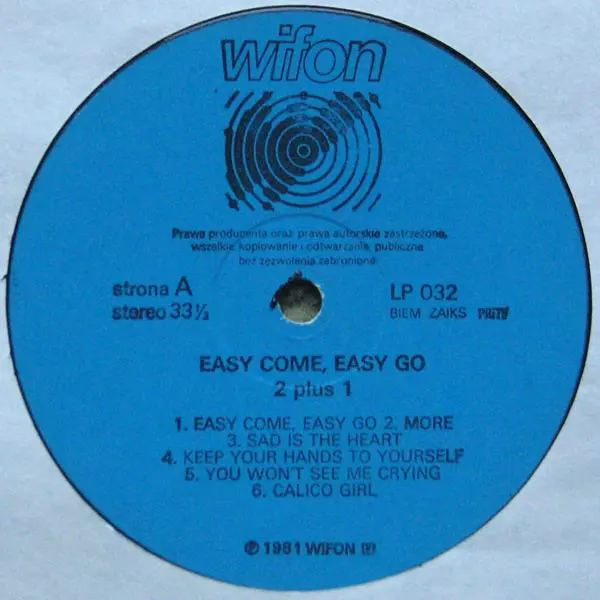 wifon
Prawa producenta oraz prawa autorskie zastrzeżone,
wszelkie kopiowanie i odtwarzanie publiczne
bez zezwolenia zabronione
strona A
stereo 33⅓
LP 032
BIEM ZAIKS PRiTV
EASY COME, EASY GO
2 plus 1
1. EASY COME, EASY GO 2. MORE
3. SAD IS THE HEART
4. KEEP YOUR HANDS TO YOURSELF
5. YOU WON'T SEE ME CRYING
6. CALICO GIRL
℗ 1981 WIFON